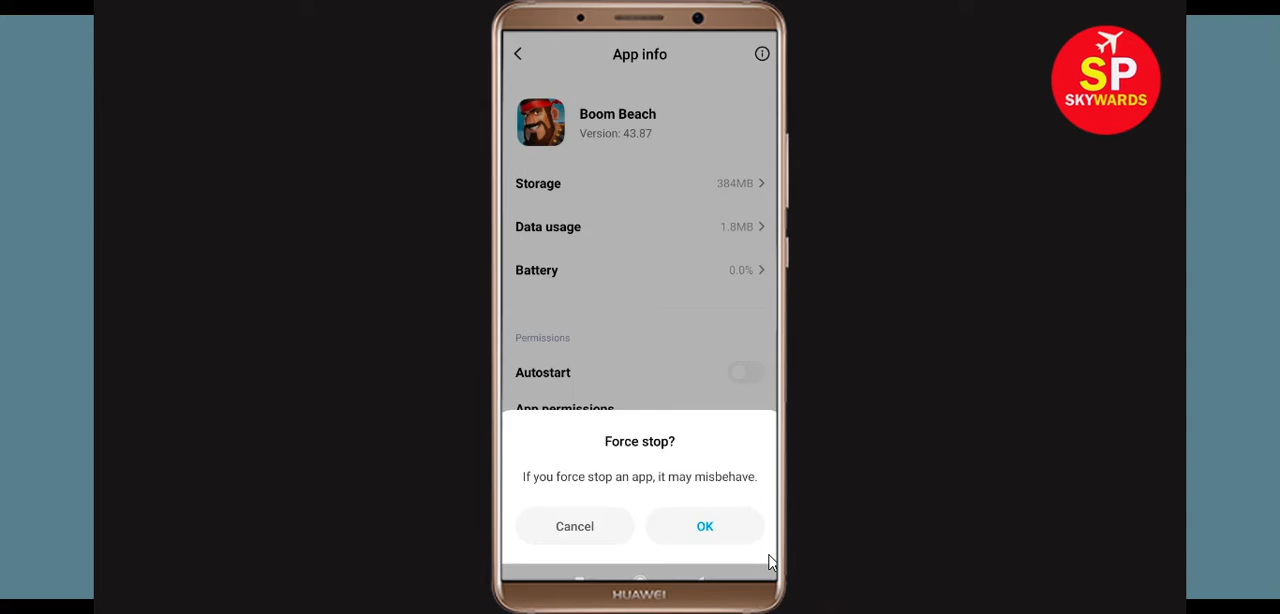 App info
Boom Beach
Version: 43.87
Storage 384MB
Data usage 1.8MB
Battery 0.0%
Permissions
Autostart
App permissions
Force stop?
If you force stop an app, it may misbehave.
Cancel OK
HUAWEI
SP
SKYWARDS